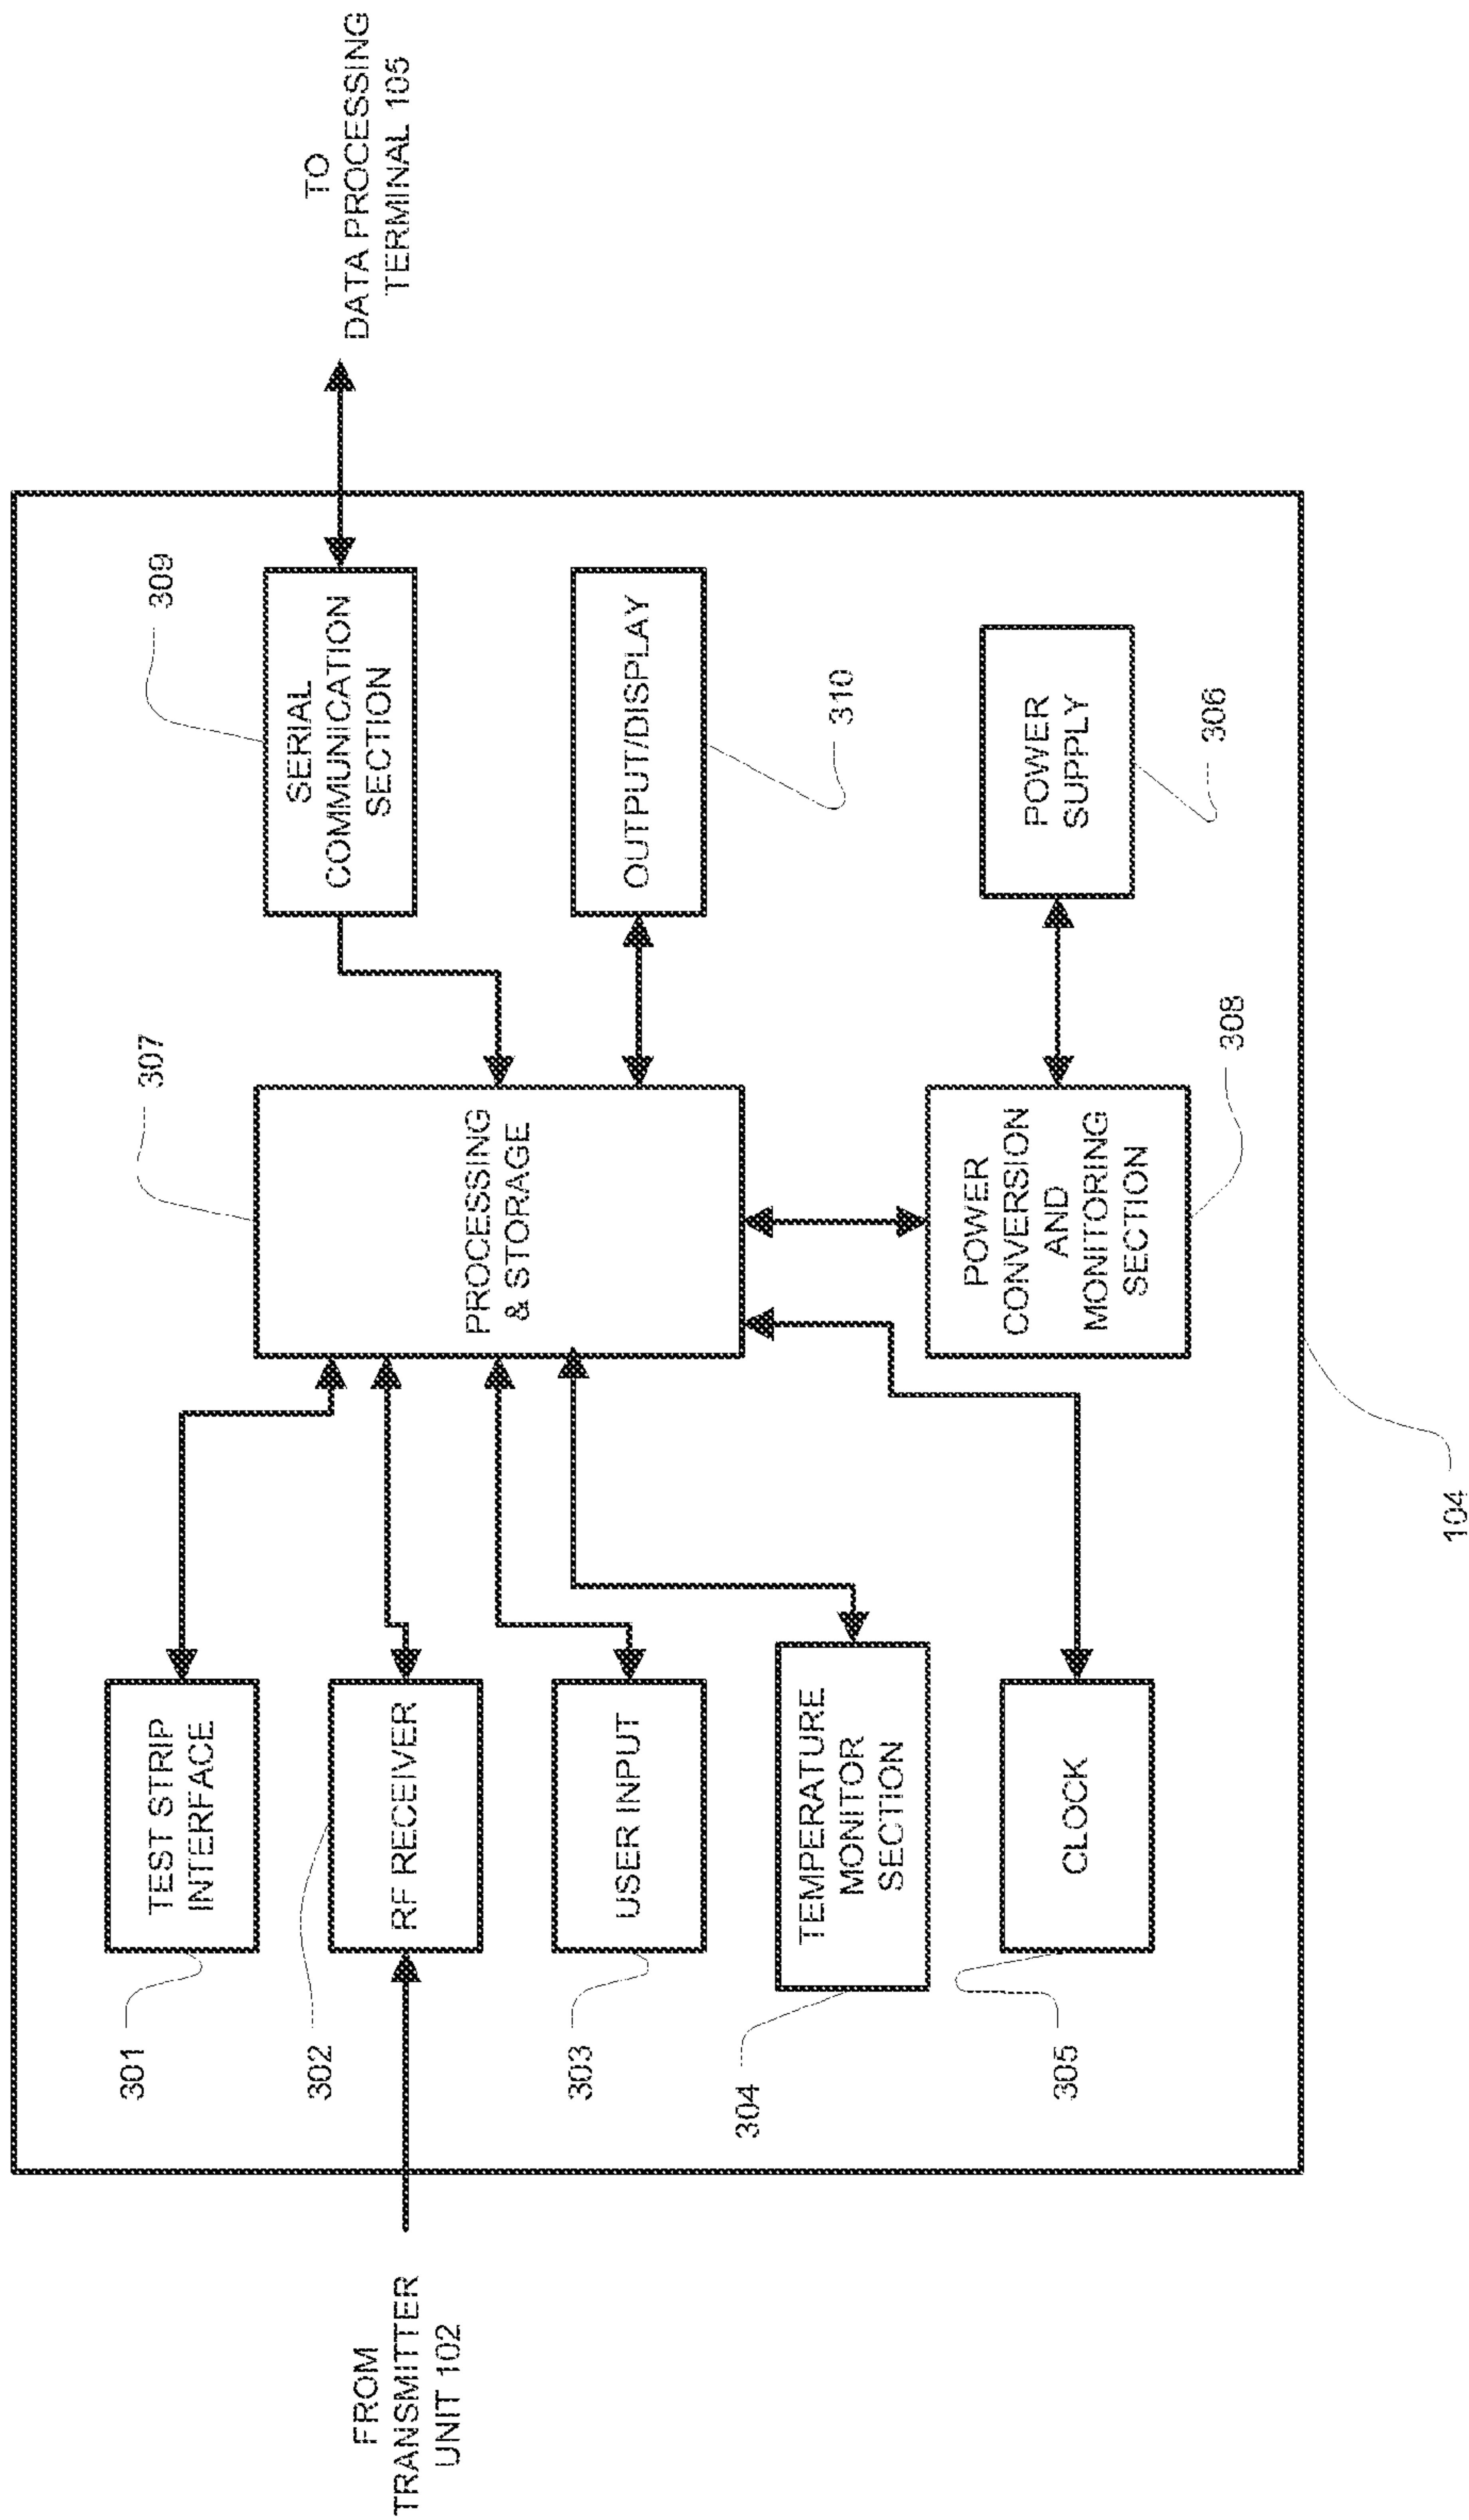 301
TEST STRIP
INTERFACE
FROM
TRANSMITTER
UNIT 102
302
RF RECEIVER
303
USER INPUT
304
TEMPERATURE
MONITOR
SECTION
305
CLOCK
307
PROCESSING
& STORAGE
POWER
CONVERSION
AND
MONITORING
SECTION
308
309
SERIAL
COMMUNICATION
SECTION
OUTPUT/DISPLAY
310
POWER
SUPPLY
306
TO
DATA PROCESSING
TERMINAL 105
104